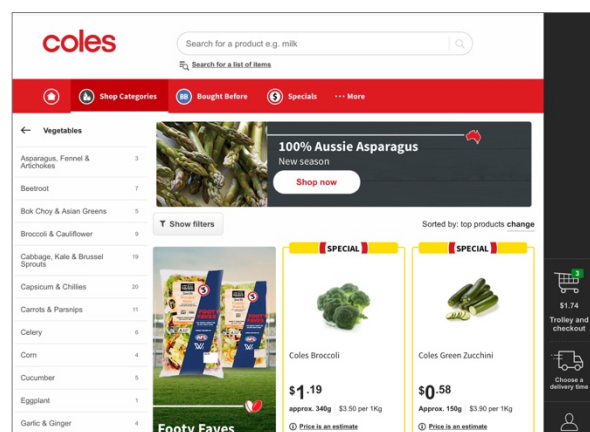 coles
Search for a product e.g. milk
Search for a list of items
Shop Categories
BB
Bought Before
$
Specials
••• More
← Vegetables
Asparagus, Fennel & Artichokes 3
Beetroot 7
Bok Choy & Asian Greens 5
Broccoli & Cauliflower 9
Cabbage, Kale & Brussel Sprouts 19
Capsicum & Chillies 20
Carrots & Parsnips 11
Celery 6
Corn 4
Cucumber 5
Eggplant 1
Garlic & Ginger 4
100% Aussie Asparagus
New season
Shop now
Show filters
Sorted by: top products change
FOOTY FAVES
AFL
Footy Faves
SPECIAL
Coles Broccoli
$1.19
approx. 340g $3.50 per 1Kg
Price is an estimate
SPECIAL
Coles Green Zucchini
$0.58
approx. 150g $3.90 per 1Kg
Price is an estimate
3
$1.74
Trolley and checkout
Choose a delivery time